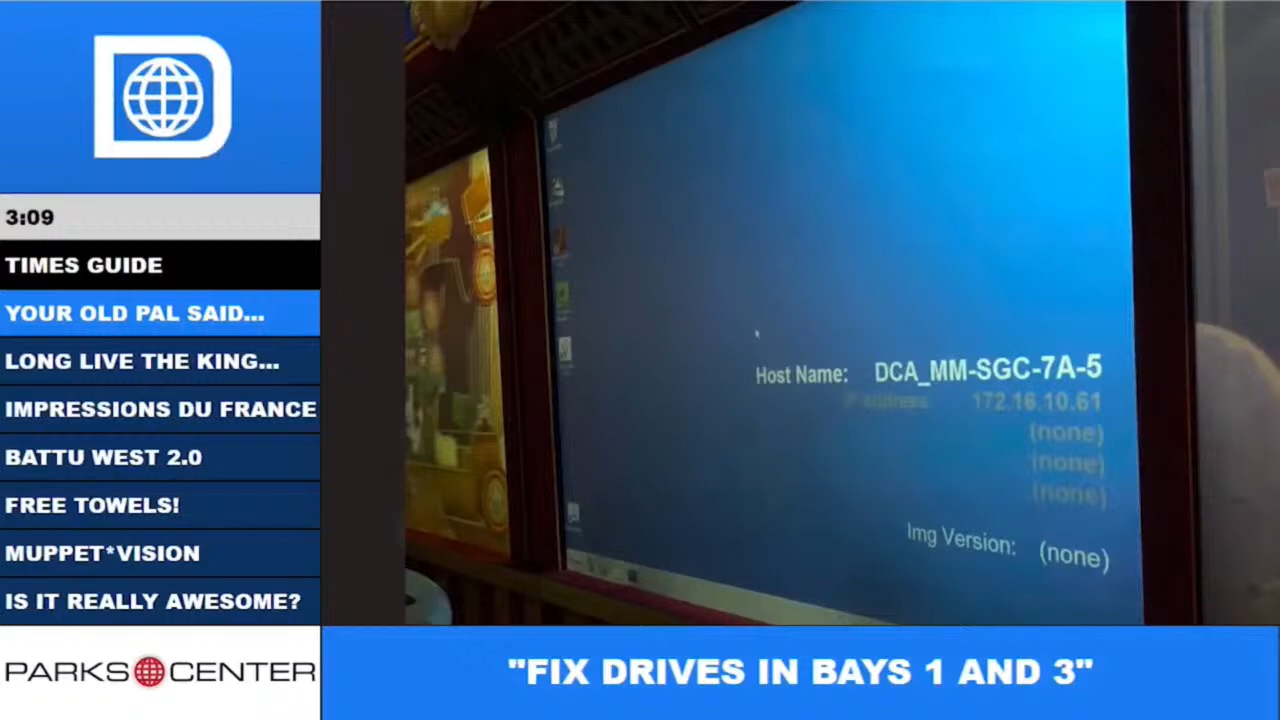 3:09
TIMES GUIDE
YOUR OLD PAL SAID...
LONG LIVE THE KING...
IMPRESSIONS DU FRANCE
BATTU WEST 2.0
FREE TOWELS!
MUPPET*VISION
IS IT REALLY AWESOME?
PARKS CENTER
Host Name: DCA_MM-SGC-7A-5
IP Address: 172.16.10.61
(none)
(none)
(none)
Img Version: (none)
"FIX DRIVES IN BAYS 1 AND 3"